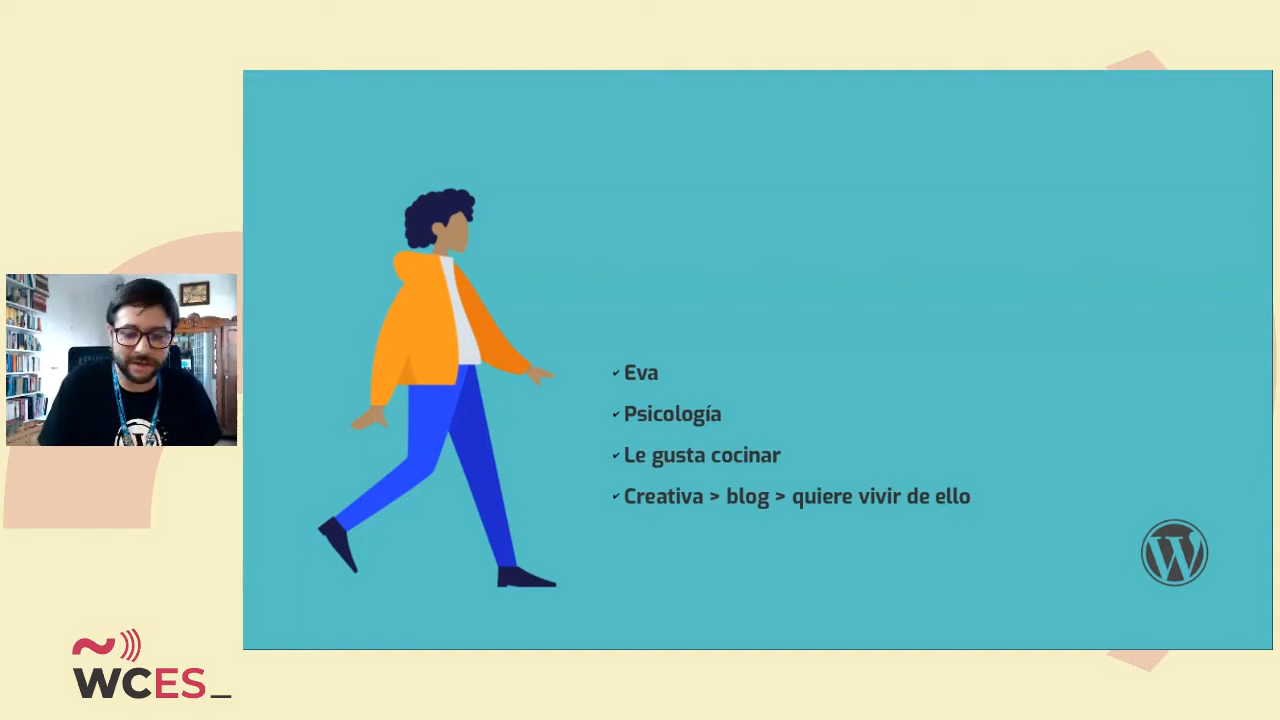 ✔ Eva
✔ Psicología
✔ Le gusta cocinar
✔ Creativa > blog > quiere vivir de ello
WCES_